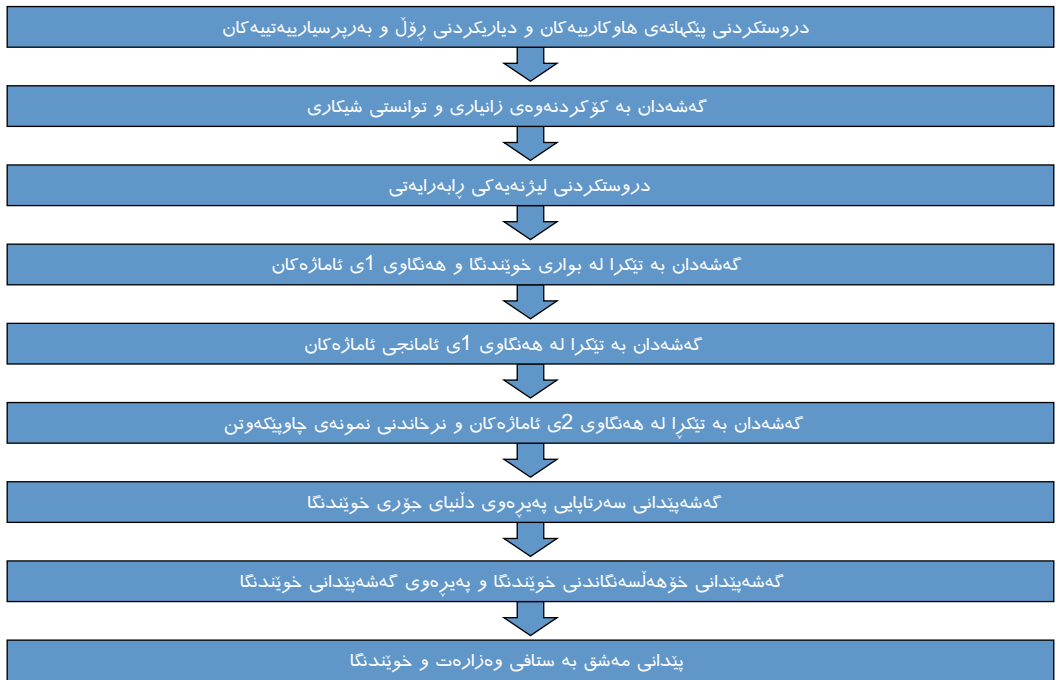 دروستکردنی پێکهاتەی هاوکارییەکان و دیاریکردنی ڕۆڵ و بەرپرسیارییەتییەکان
گەشەدان بە کۆکردنەوەی زانیاری و توانستی شیکاری
دروستکردنی لیژنەیەکی ڕابەرایەتی
گەشەدان بە تێکرا لە بواری خوێندنگا و هەنگاوی 1ی ئاماژەکان
گەشەدان بە تێکرا لە هەنگاوی 1ی ئامانجی ئاماژەکان
گەشەدان بە تێکڕا لە هەنگاوی 2ی ئاماژەکان و نرخاندنی نمونەی چاوپێکەوتن
گەشەپێدانی سەرتاپایی پەیڕەوی دڵنیای جۆری خوێندنگا
گەشەپێدانی خۆهەڵسەنگاندنی خوێندنگا و پەیڕەوی گەشەپێدانی خوێندنگا
پێدانی مەشق بە ستافی وەزارەت و خوێندنگا